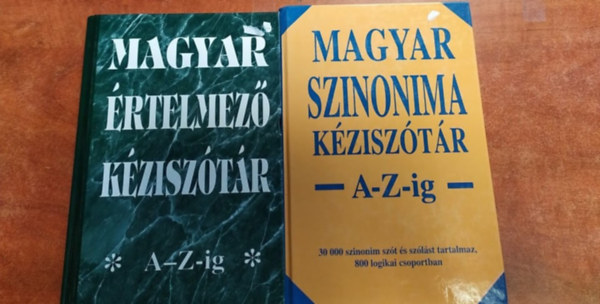 MAGYAR
ÉRTELMEZŐ
KÉZISZÓTÁR
* A–Z-ig *
MAGYAR
SZINONIMA
KÉZISZÓTÁR
— A-Z-ig —
30 000 szinonim szót és szólást tartalmaz,
800 logikai csoportban